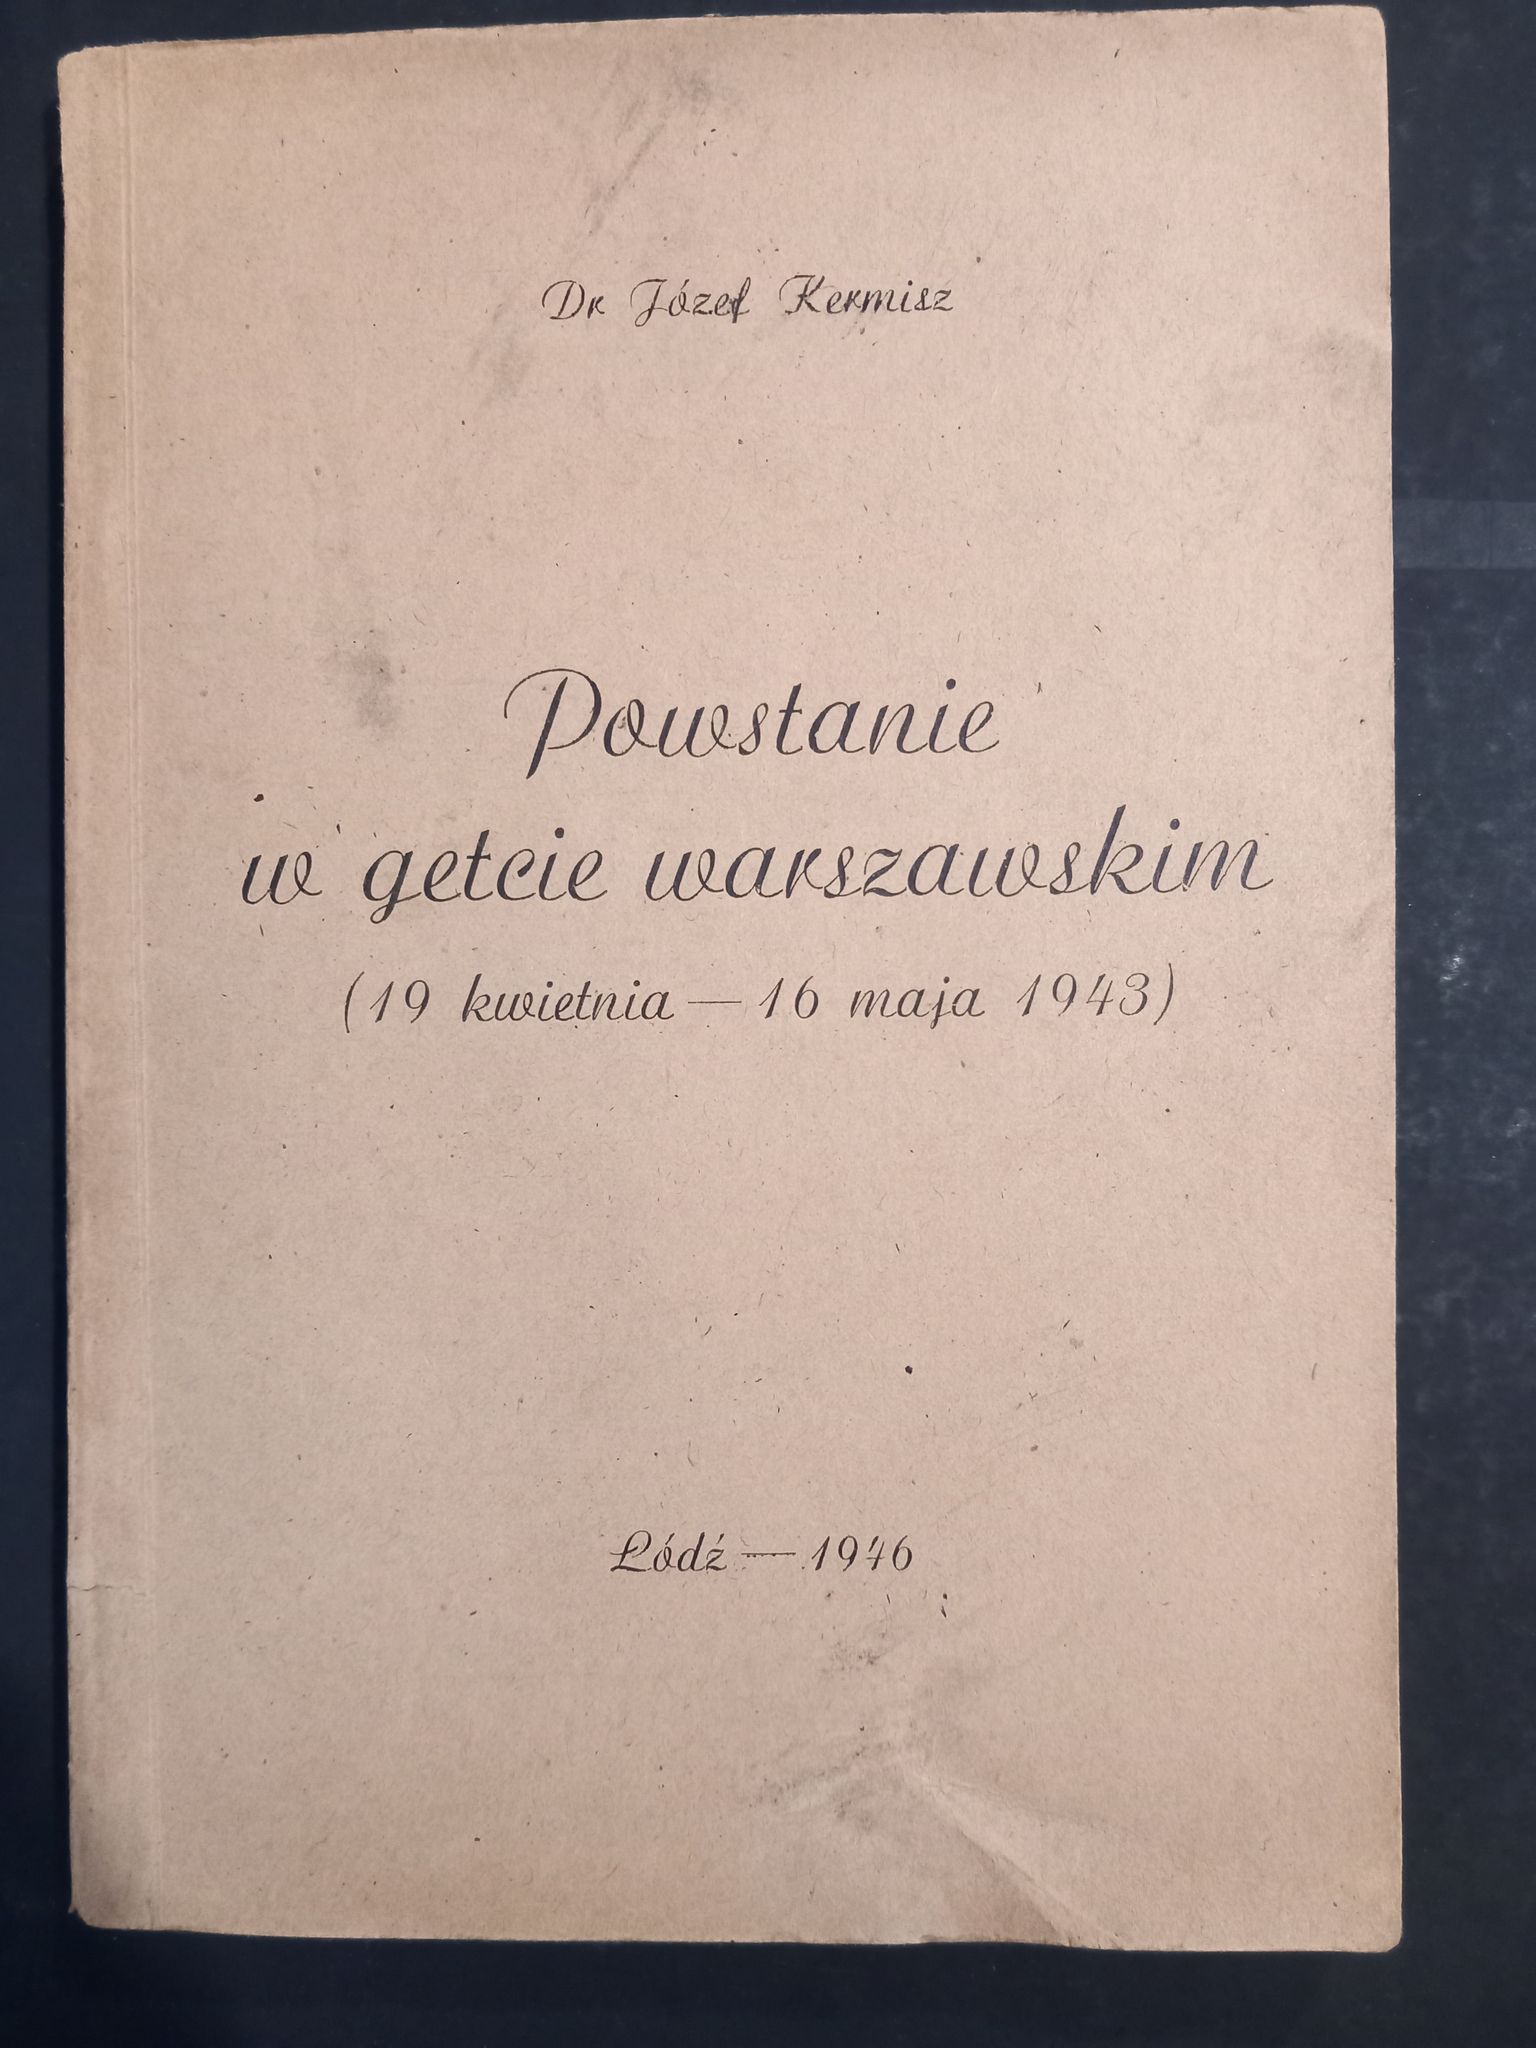 Dr Józef Kermisz
Powstanie
w getcie warszawskim
(19 kwietnia — 16 maja 1943)
Łódź — 1946